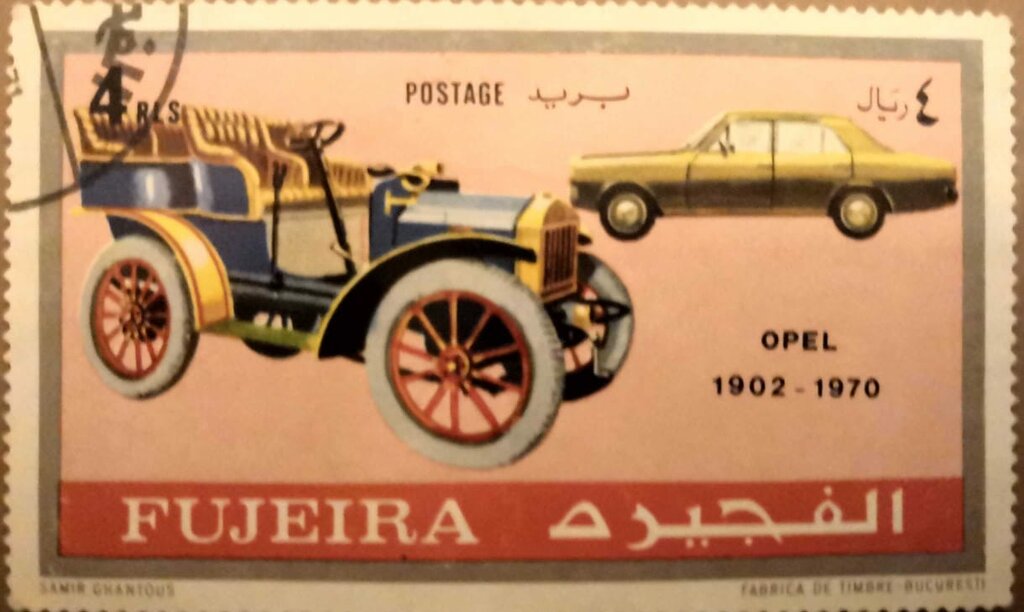 4 RLS
POSTAGE بريد
٤ ريال
OPEL
1902 - 1970
FUJEIRA الفجيرة
SAMIR GHANTOUS
FABRICA DE TIMBRE-BUCURESTI